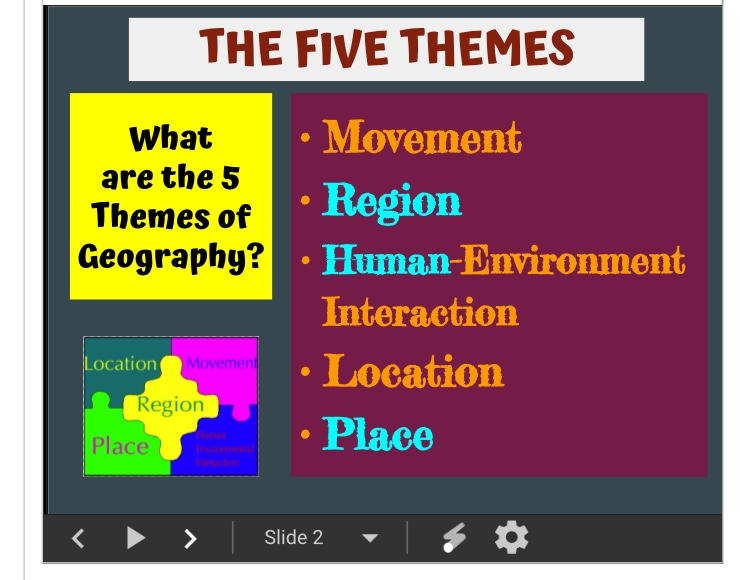 THE FIVE THEMES
What
are the 5
Themes of
Geography?
• Movement
• Region
• Human-Environment
Interaction
• Location
• Place
Location
Movement
Region
Place
Human
Environmental
Interaction
Slide 2